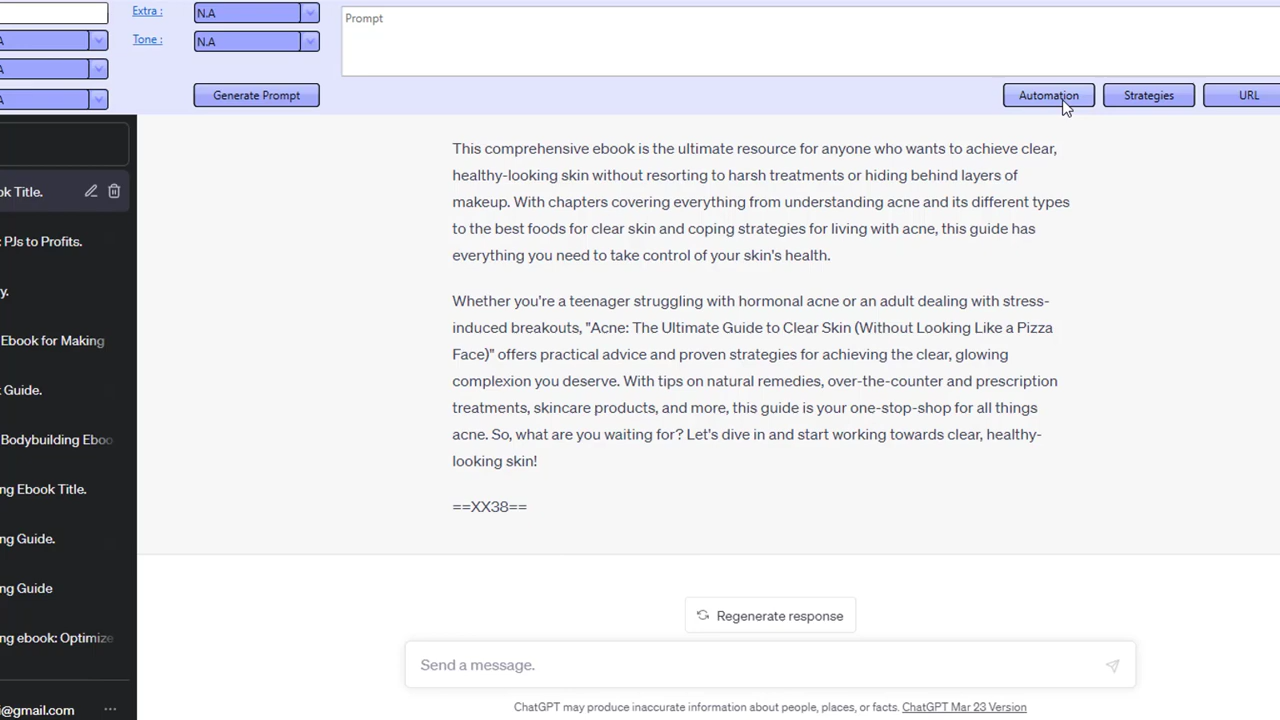 Extra :
N.A
Prompt
A
Tone :
N.A
A
A
Generate Prompt
Automation
Strategies
URL
ok Title.
: PJs to Profits.
y.
Ebook for Making
t Guide.
Bodybuilding Eboo
ng Ebook Title.
ng Guide.
ng Guide
ng ebook: Optimize
i@gmail.com
This comprehensive ebook is the ultimate resource for anyone who wants to achieve clear,
healthy-looking skin without resorting to harsh treatments or hiding behind layers of
makeup. With chapters covering everything from understanding acne and its different types
to the best foods for clear skin and coping strategies for living with acne, this guide has
everything you need to take control of your skin's health.
Whether you're a teenager struggling with hormonal acne or an adult dealing with stress-
induced breakouts, "Acne: The Ultimate Guide to Clear Skin (Without Looking Like a Pizza
Face)" offers practical advice and proven strategies for achieving the clear, glowing
complexion you deserve. With tips on natural remedies, over-the-counter and prescription
treatments, skincare products, and more, this guide is your one-stop-shop for all things
acne. So, what are you waiting for? Let's dive in and start working towards clear, healthy-
looking skin!
==XX38==
Regenerate response
Send a message.
ChatGPT may produce inaccurate information about people, places, or facts. ChatGPT Mar 23 Version